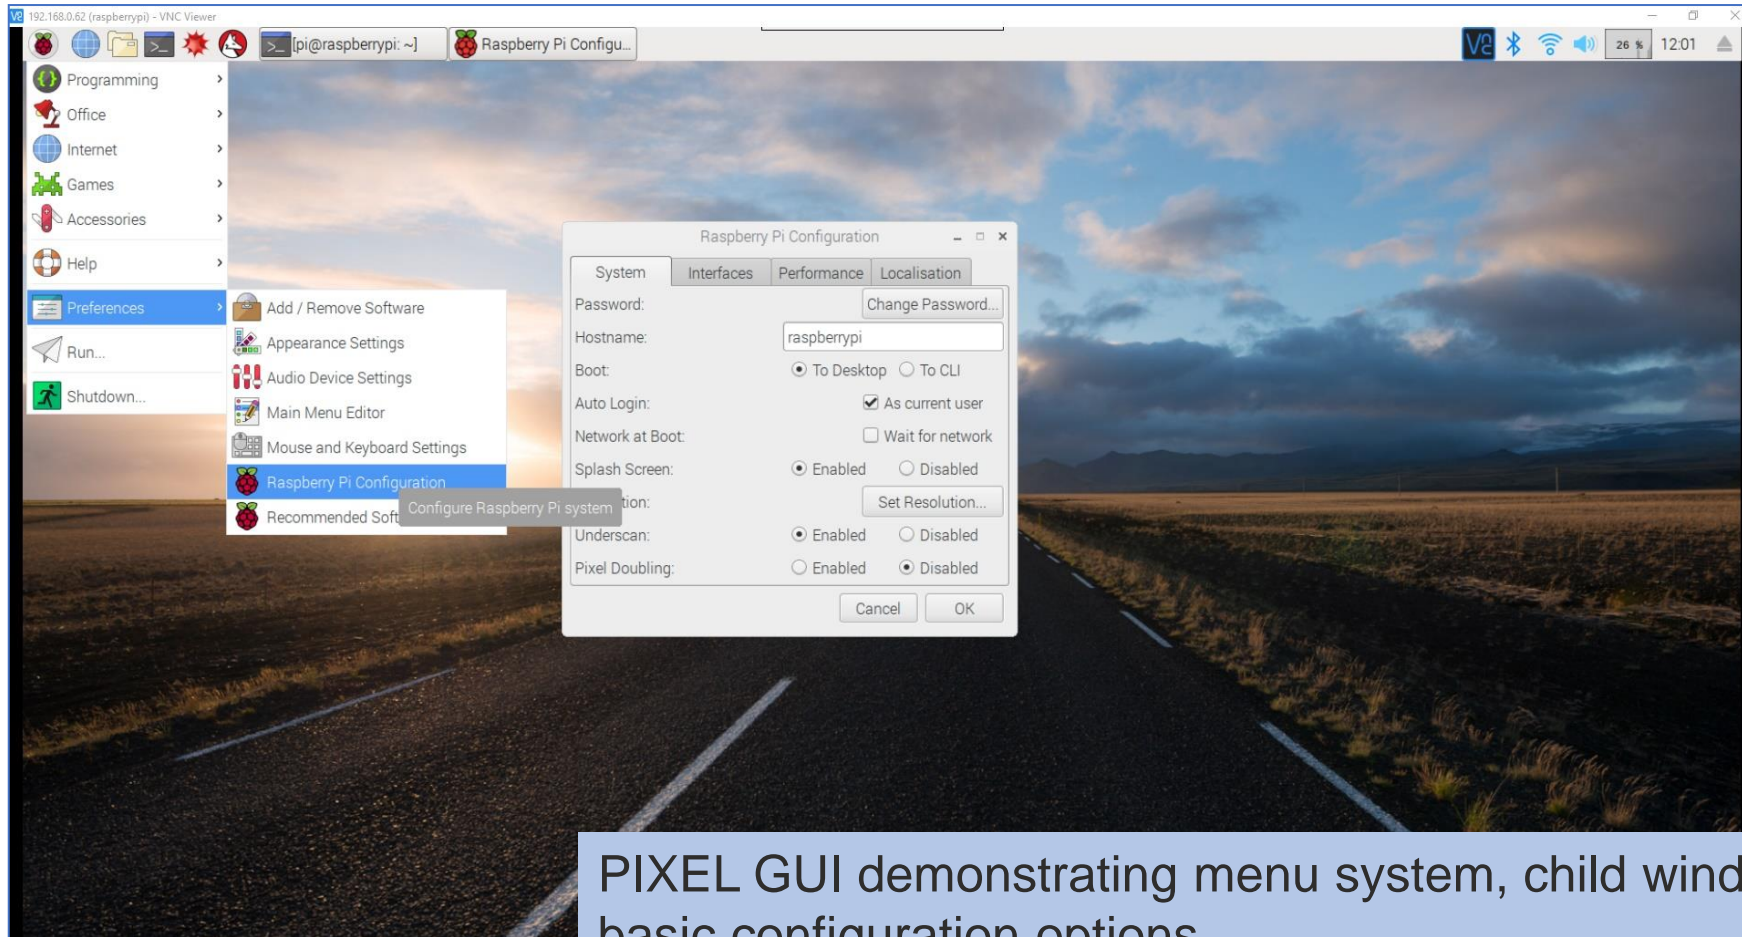 192.168.0.62 (raspberrypi) - VNC Viewer
[pi@raspberrypi: ~]
Raspberry Pi Configu...
26 %
12:01
Programming
Office
Internet
Games
Accessories
Help
Preferences
Run...
Shutdown...
Add / Remove Software
Appearance Settings
Audio Device Settings
Main Menu Editor
Mouse and Keyboard Settings
Raspberry Pi Configuration
Recommended Soft
Configure Raspberry Pi system
Raspberry Pi Configuration
System Interfaces Performance Localisation
Password: Change Password...
Hostname: raspberrypi
Boot: To Desktop To CLI
Auto Login: As current user
Network at Boot: Wait for network
Splash Screen: Enabled Disabled
tion: Set Resolution...
Underscan: Enabled Disabled
Pixel Doubling: Enabled Disabled
Cancel OK
PIXEL GUI demonstrating menu system, child wind
basic configuration options